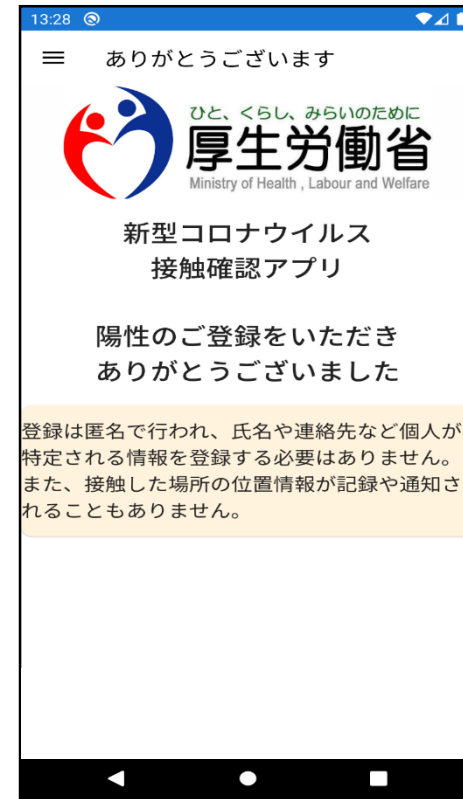 13:28
ありがとうございます
ひと、くらし、みらいのために
厚生労働省
Ministry of Health , Labour and Welfare
新型コロナウイルス
接触確認アプリ
陽性のご登録をいただき
ありがとうございました
登録は匿名で行われ、氏名や連絡先など個人が
特定される情報を登録する必要はありません。
また、接触した場所の位置情報が記録や通知さ
れることもありません。